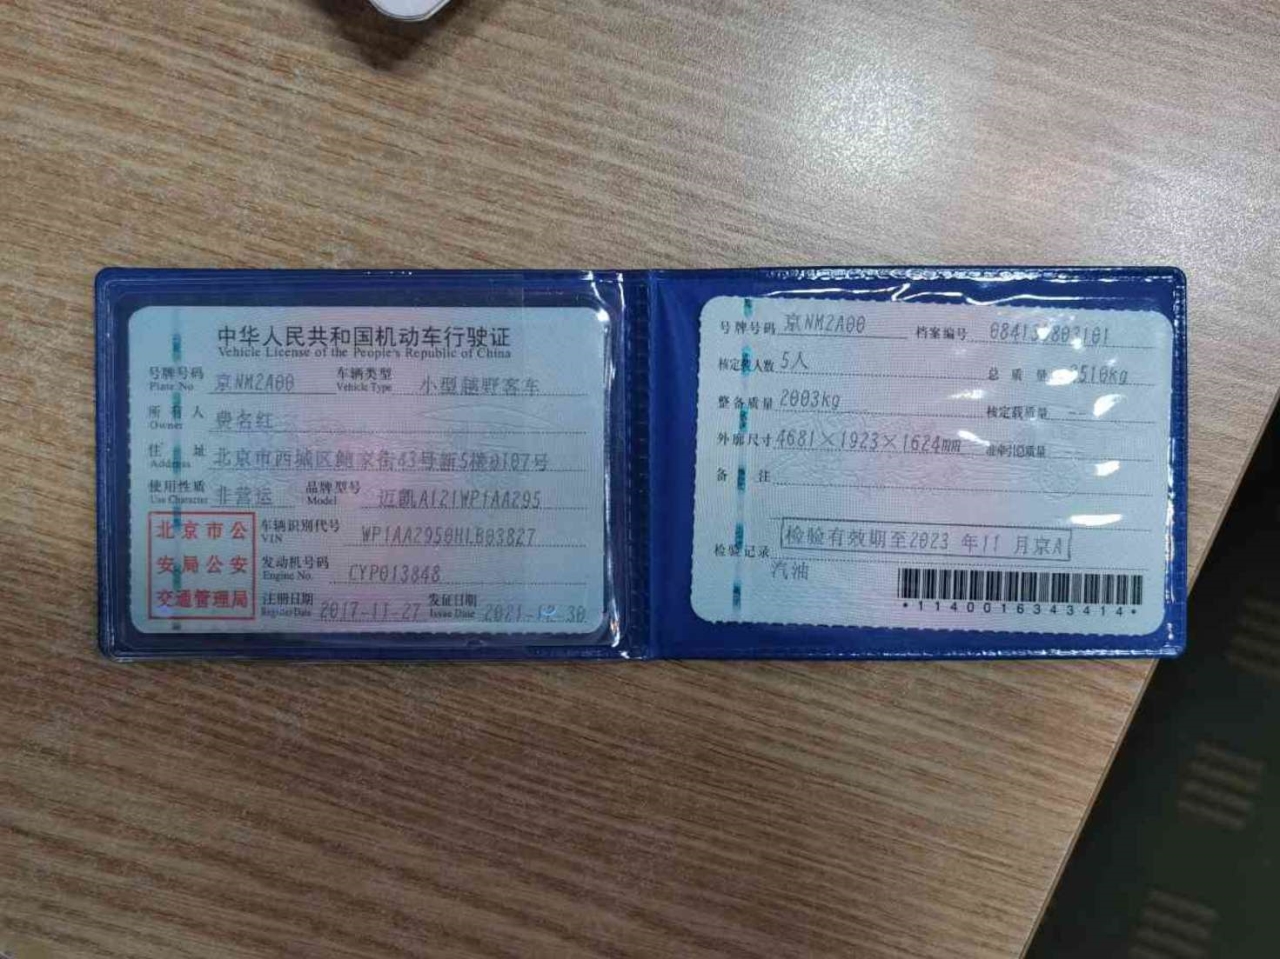 中华人民共和国机动车行驶证
Vehicle License of the People's Republic of China
号牌号码 京NM2A00 车辆类型 小型越野客车
Plate No. Vehicle Type
所有人 樊名红
Owner
住址 北京市西城区鲍家街43号新5楼0107号
Address
使用性质 非营运 品牌型号 迈凯AI21WP1AA295
Use Character Model
北京市公
安局公安
交通管理局
车辆识别代号 WP1AA2950HLB03827
VIN
发动机号码 CYP013848
Engine No.
注册日期 2017-11-27 发证日期 2021-12-30
Register Date Issue Date
号牌号码 京NM2A00 档案编号
核定载人数 5人 总质量 2510kg
整备质量 2003kg 核定载质量 --
外廓尺寸 4681×1923×1624mm 准牵引总质量
备注
检验记录 检验有效期至2023年11月京A
汽油
*1140016343414*